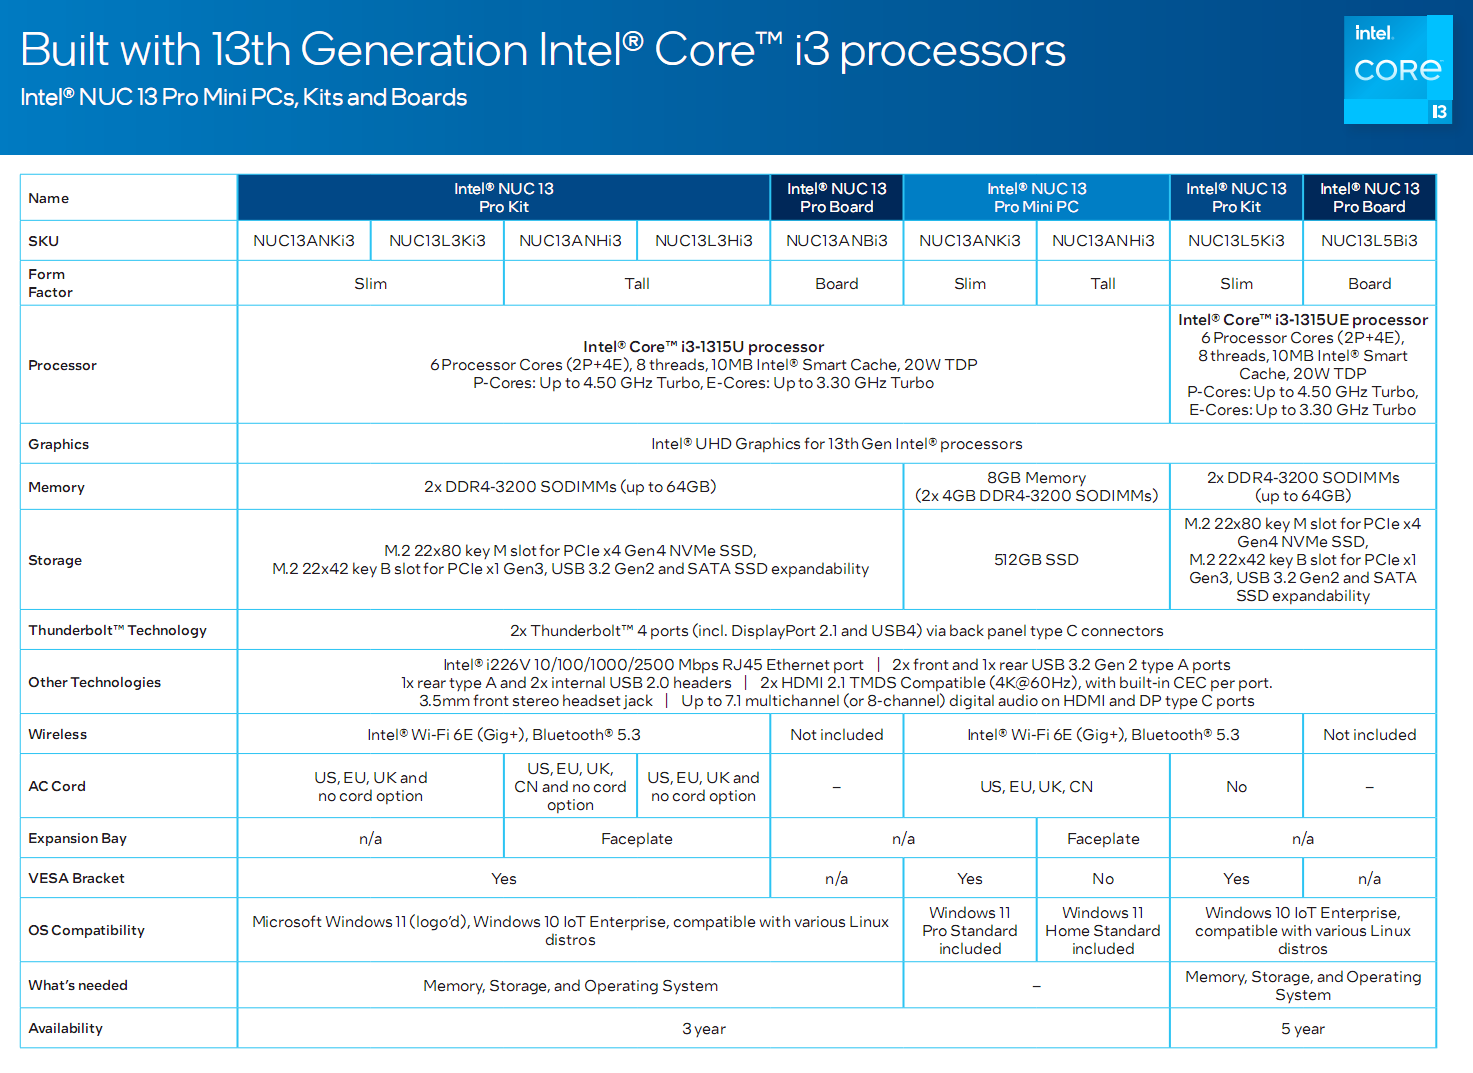 Built with 13th Generation Intel® Core™ i3 processors
Intel® NUC 13 Pro Mini PCs, Kits and Boards
intel.
CORE
i3
Name
Intel® NUC 13
Pro Kit
Intel® NUC 13
Pro Board
Intel® NUC 13
Pro Mini PC
Intel® NUC 13
Pro Kit
Intel® NUC 13
Pro Board
SKU
NUC13ANKi3
NUC13L3Ki3
NUC13ANHi3
NUC13L3Hi3
NUC13ANBi3
NUC13ANKi3
NUC13ANHi3
NUC13L5Ki3
NUC13L5Bi3
Form
Factor
Slim
Tall
Board
Slim
Tall
Slim
Board
Processor
Intel® Core™ i3-1315U processor
6 Processor Cores (2P+4E), 8 threads, 10MB Intel® Smart Cache, 20W TDP
P-Cores: Up to 4.50 GHz Turbo, E-Cores: Up to 3.30 GHz Turbo
Intel® Core™ i3-1315UE processor
6 Processor Cores (2P+4E),
8 threads, 10MB Intel® Smart
Cache, 20W TDP
P-Cores: Up to 4.50 GHz Turbo,
E-Cores: Up to 3.30 GHz Turbo
Graphics
Intel® UHD Graphics for 13th Gen Intel® processors
Memory
2x DDR4-3200 SODIMMs (up to 64GB)
8GB Memory
(2x 4GB DDR4-3200 SODIMMs)
2x DDR4-3200 SODIMMs
(up to 64GB)
Storage
M.2 22x80 key M slot for PCIe x4 Gen4 NVMe SSD,
M.2 22x42 key B slot for PCIe x1 Gen3, USB 3.2 Gen2 and SATA SSD expandability
512GB SSD
M.2 22x80 key M slot for PCIe x4
Gen4 NVMe SSD,
M.2 22x42 key B slot for PCIe x1
Gen3, USB 3.2 Gen2 and SATA
SSD expandability
Thunderbolt™ Technology
2x Thunderbolt™ 4 ports (incl. DisplayPort 2.1 and USB4) via back panel type C connectors
Other Technologies
Intel® i226V 10/100/1000/2500 Mbps RJ45 Ethernet port | 2x front and 1x rear USB 3.2 Gen 2 type A ports
1x rear type A and 2x internal USB 2.0 headers | 2x HDMI 2.1 TMDS Compatible (4K@60Hz), with built-in CEC per port.
3.5mm front stereo headset jack | Up to 7.1 multichannel (or 8-channel) digital audio on HDMI and DP type C ports
Wireless
Intel® Wi-Fi 6E (Gig+), Bluetooth® 5.3
Not included
Intel® Wi-Fi 6E (Gig+), Bluetooth® 5.3
Not included
AC Cord
US, EU, UK and
no cord option
US, EU, UK,
CN and no cord
option
US, EU, UK and
no cord option
–
US, EU, UK, CN
No
–
Expansion Bay
n/a
Faceplate
n/a
Faceplate
n/a
VESA Bracket
Yes
n/a
Yes
No
Yes
n/a
OS Compatibility
Microsoft Windows 11 (logo'd), Windows 10 IoT Enterprise, compatible with various Linux
distros
Windows 11
Pro Standard
included
Windows 11
Home Standard
included
Windows 10 IoT Enterprise,
compatible with various Linux
distros
What's needed
Memory, Storage, and Operating System
–
Memory, Storage, and Operating
System
Availability
3 year
5 year